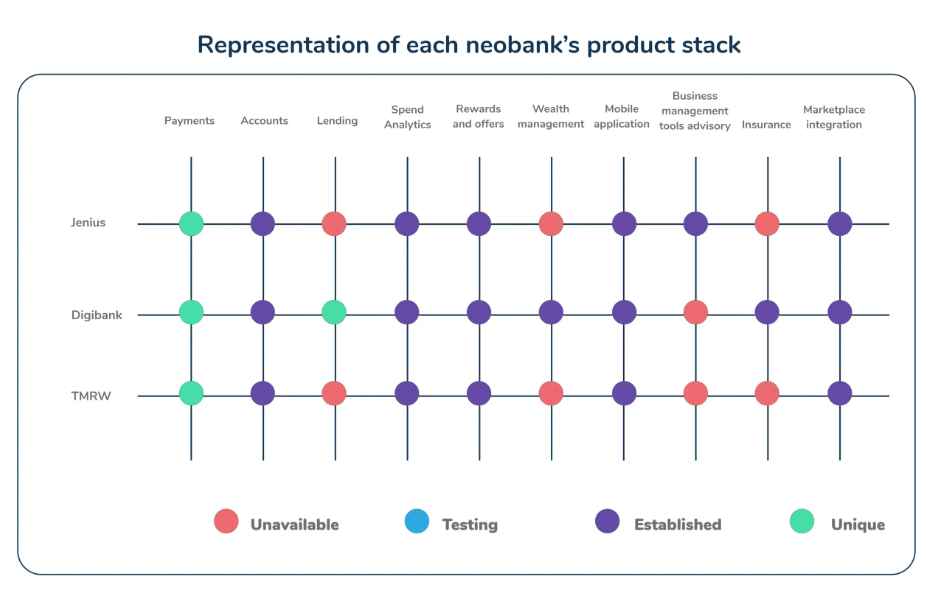 Representation of each neobank's product stack
Payments
Accounts
Lending
Spend
Analytics
Rewards
and offers
Wealth
management
Mobile
application
Business
management
tools advisory
Insurance
Marketplace
integration
Jenius
Digibank
TMRW
Unavailable
Testing
Established
Unique